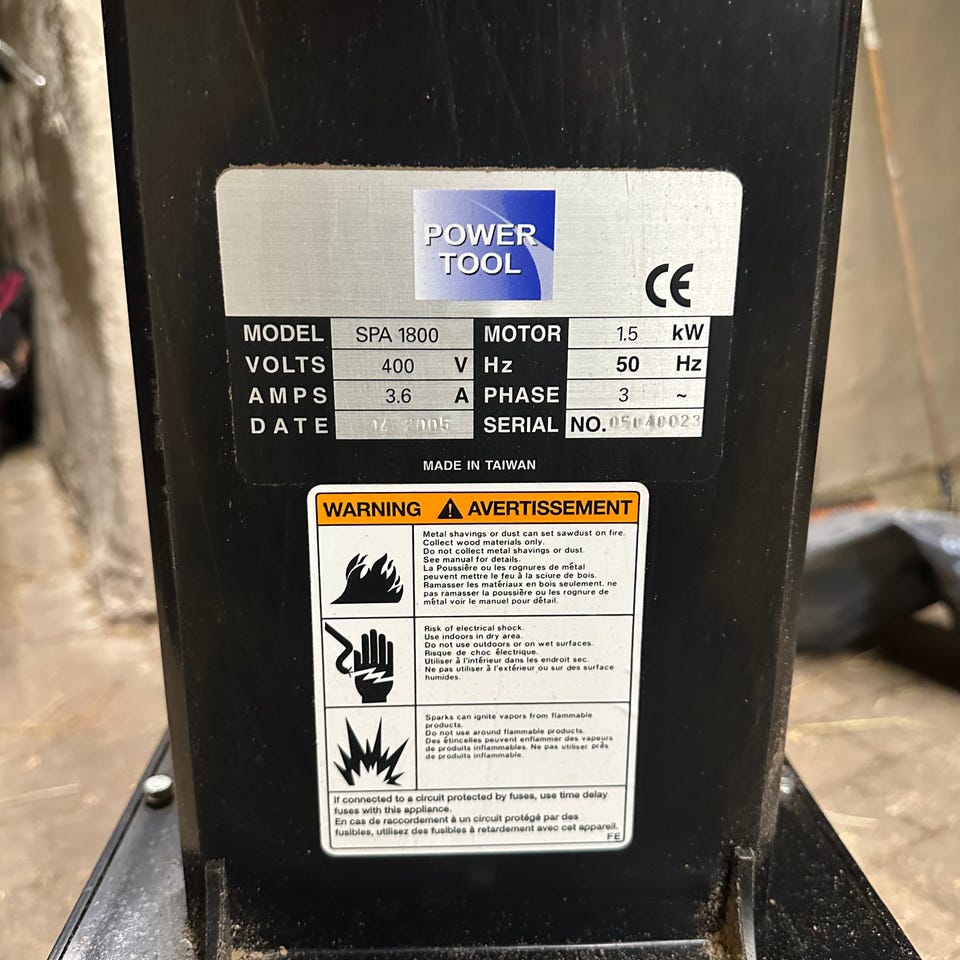 POWER
TOOL
CE
MODEL SPA 1800 MOTOR 1.5 kW
VOLTS 400 V Hz 50 Hz
AMPS 3.6 A PHASE 3 ~
DATE 04 2005 SERIAL NO. 05040023
MADE IN TAIWAN
WARNING AVERTISSEMENT
Metal shavings or dust can set sawdust on fire.
Collect wood materials only.
Do not collect metal shavings or dust.
See manual for details.
La Poussière ou les rognures de métal
peuvent mettre le feu à la sciure de bois.
Ramasser les matériaux en bois seulement, ne
pas ramasser la poussière ou les rognure de
métal voir le manuel pour détail.
Risk of electrical shock.
Use indoors in dry area.
Do not use outdoors or on wet surfaces.
Risque de choc électrique.
Utiliser à l'intérieur dans les endroit sec.
Ne pas utiliser à l'extérieur ou sur des surface
humides.
Sparks can ignite vapors from flammable
products.
Do not use around flammable products.
Des étincelles peuvent enflammer des vapeurs
de produits inflammables. Ne pas utiliser près
de produits inflammable.
If connected to a circuit protected by fuses, use time delay
fuses with this appliance.
En cas de raccordement à un circuit protégé par des
fusibles, utilisez des fusibles à retardement avec cet appareil.
FE